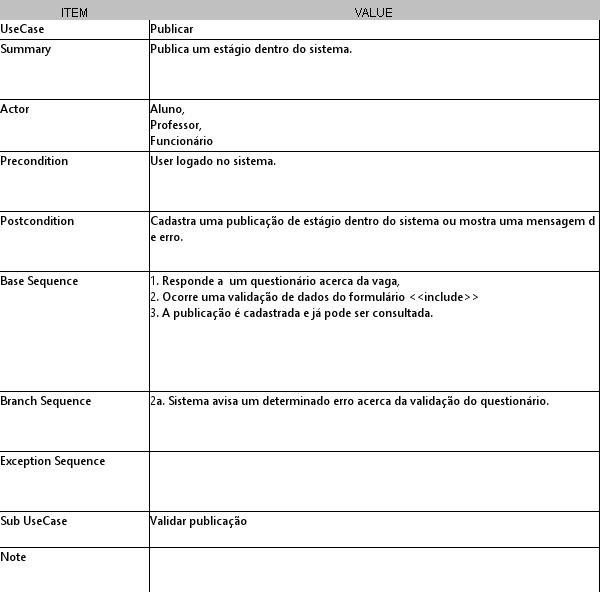 ITEM VALUE
UseCase Publicar
Summary Publica um estágio dentro do sistema.
Actor Aluno,
Professor,
Funcionário
Precondition User logado no sistema.
Postcondition Cadastra uma publicação de estágio dentro do sistema ou mostra uma mensagem d
e erro.
Base Sequence 1. Responde a  um questionário acerca da vaga,
2. Ocorre uma validação de dados do formulário <<include>>
3. A publicação é cadastrada e já pode ser consultada.
Branch Sequence 2a. Sistema avisa um determinado erro acerca da validação do questionário.
Exception Sequence
Sub UseCase Validar publicação
Note